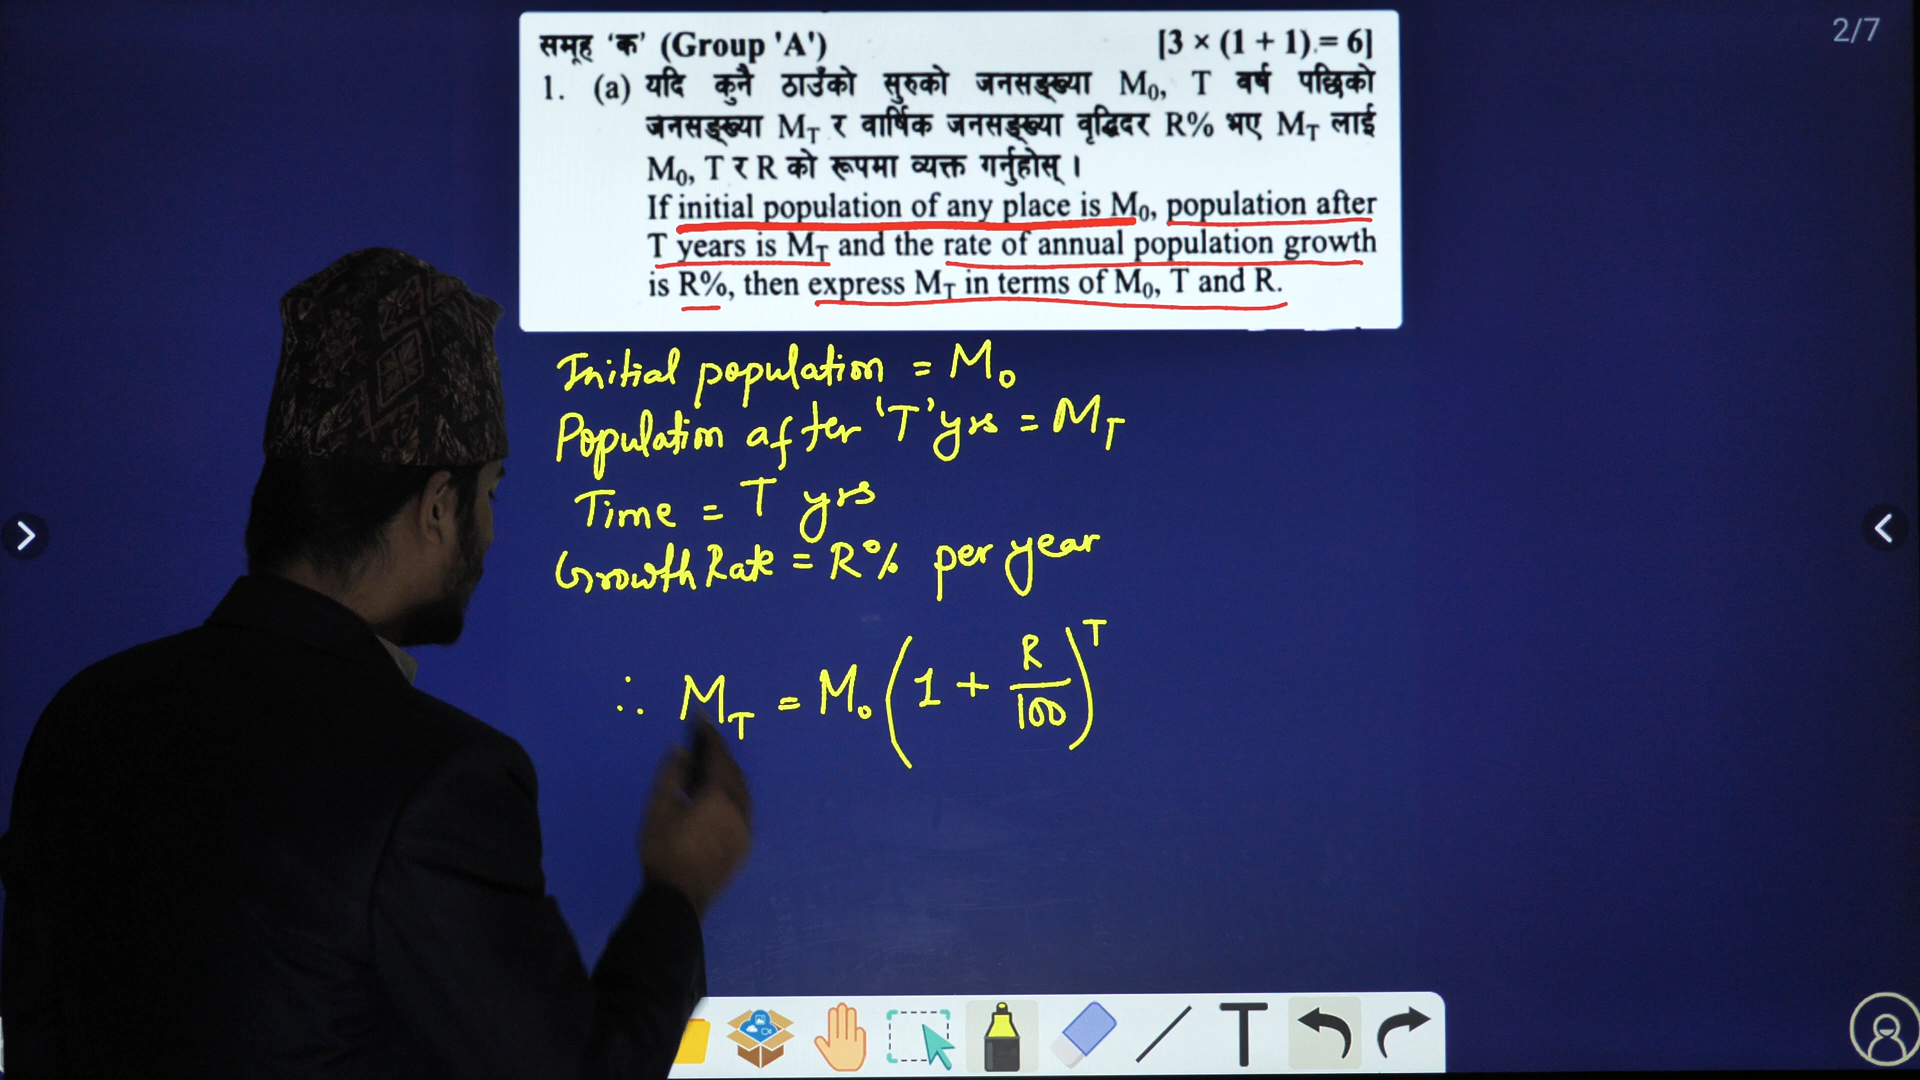 2/7
समूह 'क' (Group 'A') [3 × (1 + 1) = 6]
1. (a) यदि कुनै ठाउँको सुरुको जनसङ्ख्या M₀, T वर्ष पछिको
जनसङ्ख्या M_T र वार्षिक जनसङ्ख्या वृद्धिदर R% भए M_T लाई
M₀, T र R को रूपमा व्यक्त गर्नुहोस् ।
If initial population of any place is M₀, population after
T years is M_T and the rate of annual population growth
is R%, then express M_T in terms of M₀, T and R.
Initial population = M₀
Population after 'T' yrs = M_T
Time = T yrs
Growth Rate = R% per year
∴ M_T = M₀ (1 + R/100)^T
T